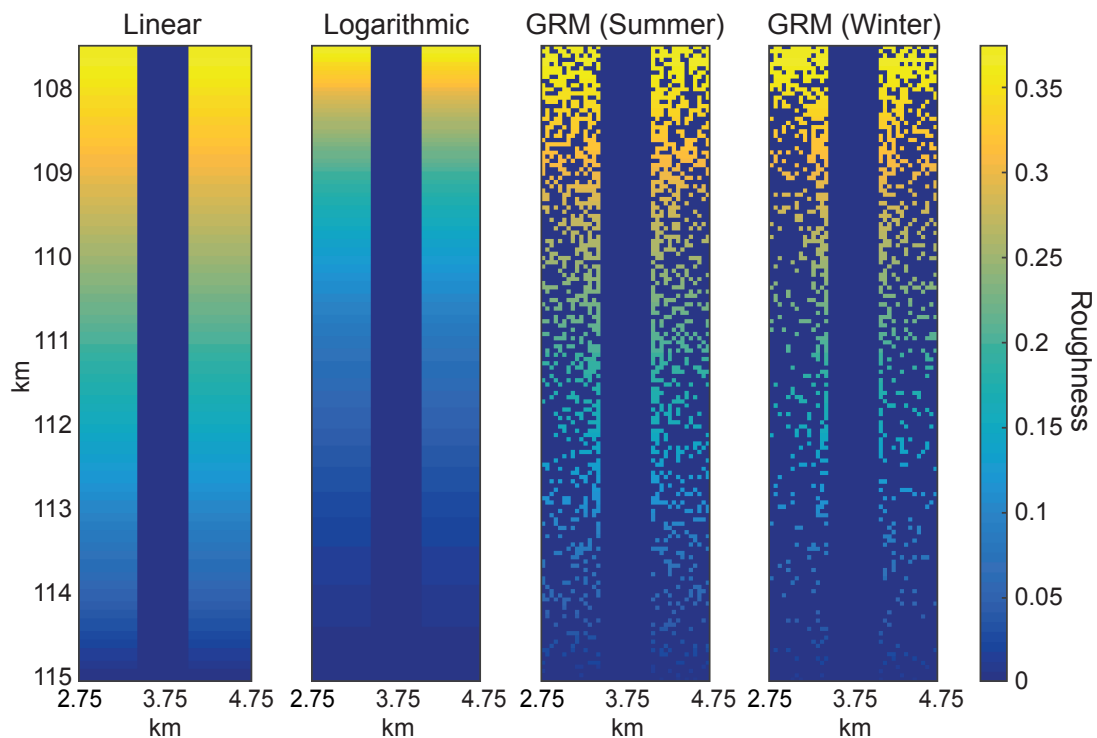 Linear
Logarithmic
GRM (Summer)
GRM (Winter)
108
109
110
111
112
113
114
115
km
2.75 3.75 4.75
km
2.75 3.75 4.75
km
2.75 3.75 4.75
km
2.75 3.75 4.75
km
0.35
0.3
0.25
0.2
0.15
0.1
0.05
0
Roughness